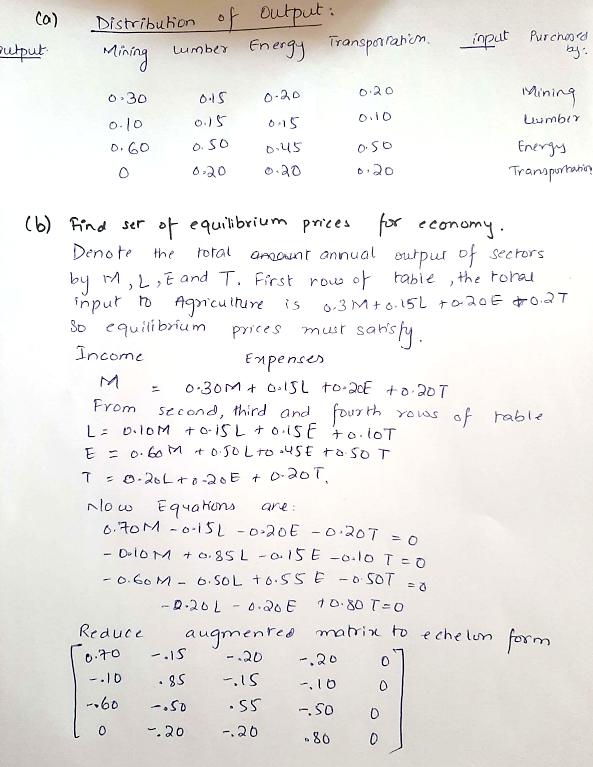 (a) Distribution of Output:
output Mining Lumber Energy Transportation. input Purchased by:
0.30 0.15 0.20 0.20 Mining
0.10 0.15 0.15 0.10 Lumber
0.60 0.50 0.45 0.50 Energy
0 0.20 0.20 0.20 Transportation
(b) Find set of equilibrium prices for economy.
Denote the total amount annual output of sectors
by M, L, E and T. First row of table, the total
input to Agriculture is 0.3M + 0.15L + 0.20E + 0.2T
So equilibrium prices must satisfy.
Income Expenses
M = 0.30M + 0.15L + 0.20E + 0.20T
From second, third and fourth rows of table
L = 0.10M + 0.15L + 0.15E + 0.10T
E = 0.60M + 0.50L + 0.45E + 0.50T
T = 0.20L + 0.20E + 0.20T.
Now Equations are:
0.70M - 0.15L - 0.20E - 0.20T = 0
- 0.10M + 0.85L - 0.15E - 0.10T = 0
- 0.60M - 0.50L + 0.55E - 0.50T = 0
- 0.20L - 0.20E + 0.80T = 0
Reduce augmented matrix to echelon form
0.70 -.15 -.20 -.20 0
-.10 .85 -.15 -.10 0
-.60 -.50 .55 -.50 0
0 -.20 -.20 .80 0